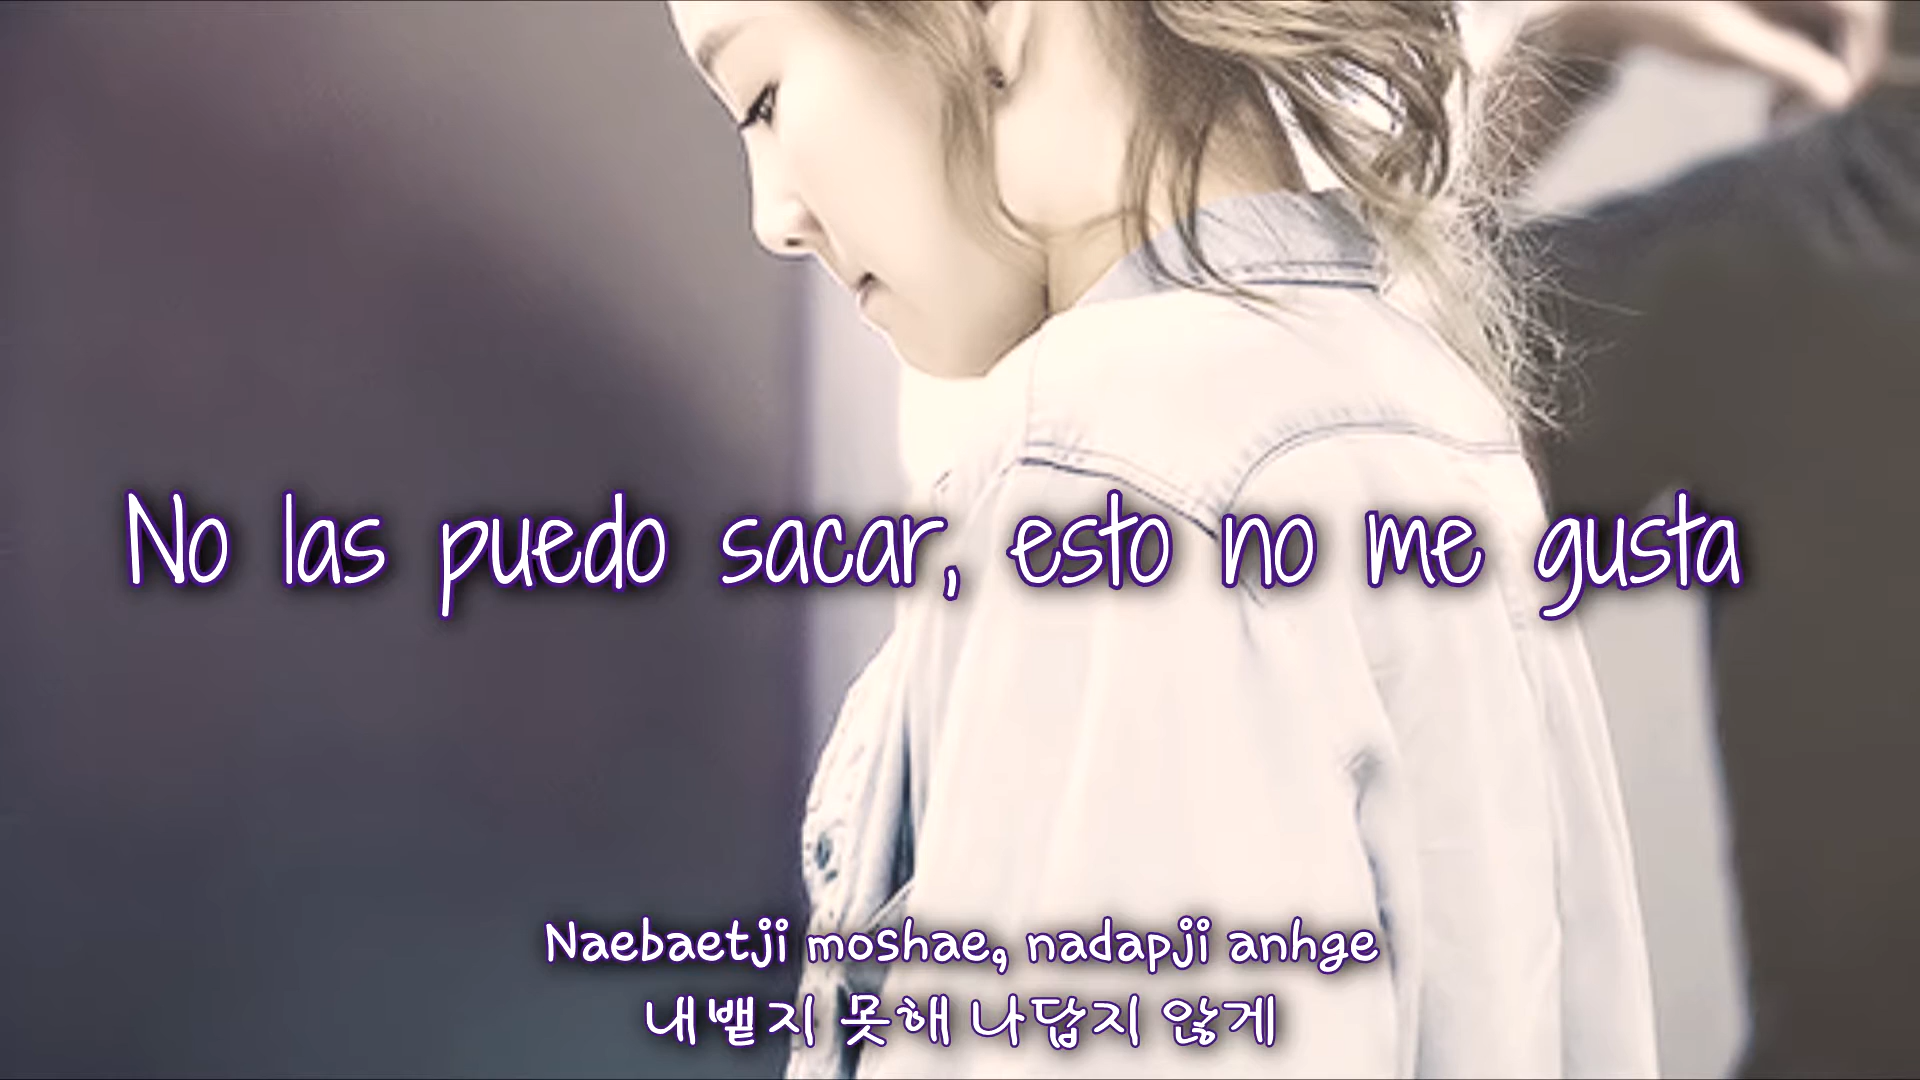 No las puedo sacar, esto no me gusta
Naebaetji moshae, nadapji anhge
내뱉지 못해 나답지 않게